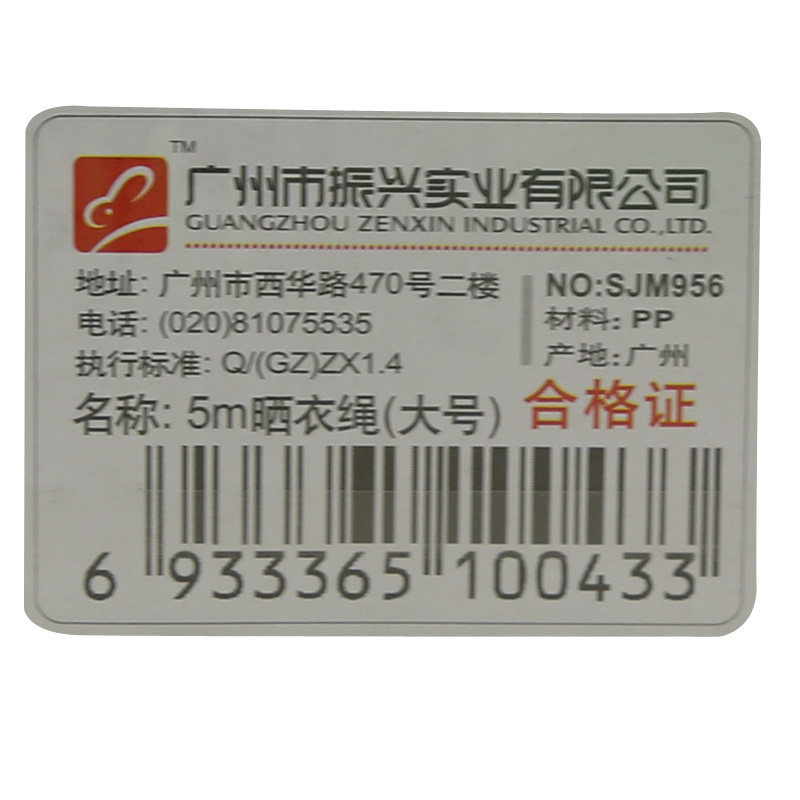 TM
广州市振兴实业有限公司
GUANGZHOU ZENXIN INDUSTRIAL CO.,LTD.
地址: 广州市西华路470号二楼
电话: (020)81075535
执行标准: Q/(GZ)ZX1.4
NO:SJM956
材料: PP
产地: 广州
名称: 5m晒衣绳(大号)
合格证
6 933365 100433